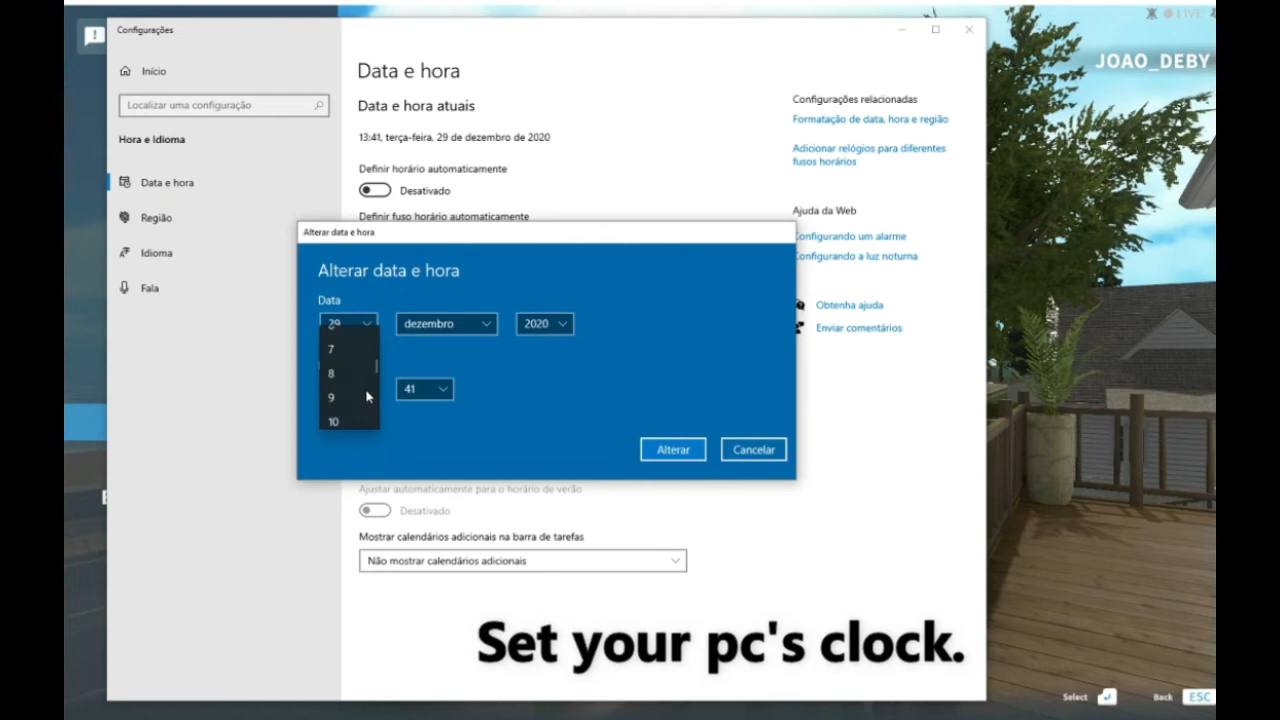 Configurações
LIVE
JOAO_DEBY
Início
Localizar uma configuração
Hora e Idioma
Data e hora
Região
Idioma
Fala
Data e hora
Data e hora atuais
13:41, terça-feira, 29 de dezembro de 2020
Definir horário automaticamente
Desativado
Definir fuso horário automaticamente
Configurações relacionadas
Formatação de data, hora e região
Adicionar relógios para diferentes
fusos horários
Ajuda da Web
Configurando um alarme
Configurando a luz noturna
Obtenha ajuda
Enviar comentários
Alterar data e hora
Alterar data e hora
Data
29 dezembro 2020
7
8
9
10
41
Alterar Cancelar
Ajustar automaticamente para o horário de verão
Desativado
Mostrar calendários adicionais na barra de tarefas
Não mostrar calendários adicionais
Set your pc's clock.
Select Back ESC